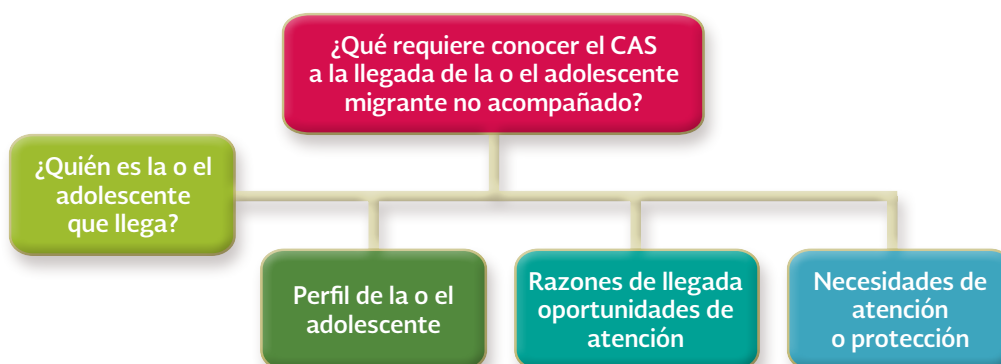 ¿Qué requiere conocer el CAS
a la llegada de la o el adolescente
migrante no acompañado?
¿Quién es la o el
adolescente
que llega?
Perfil de la o el
adolescente
Razones de llegada
oportunidades de
atención
Necesidades de
atención
o protección